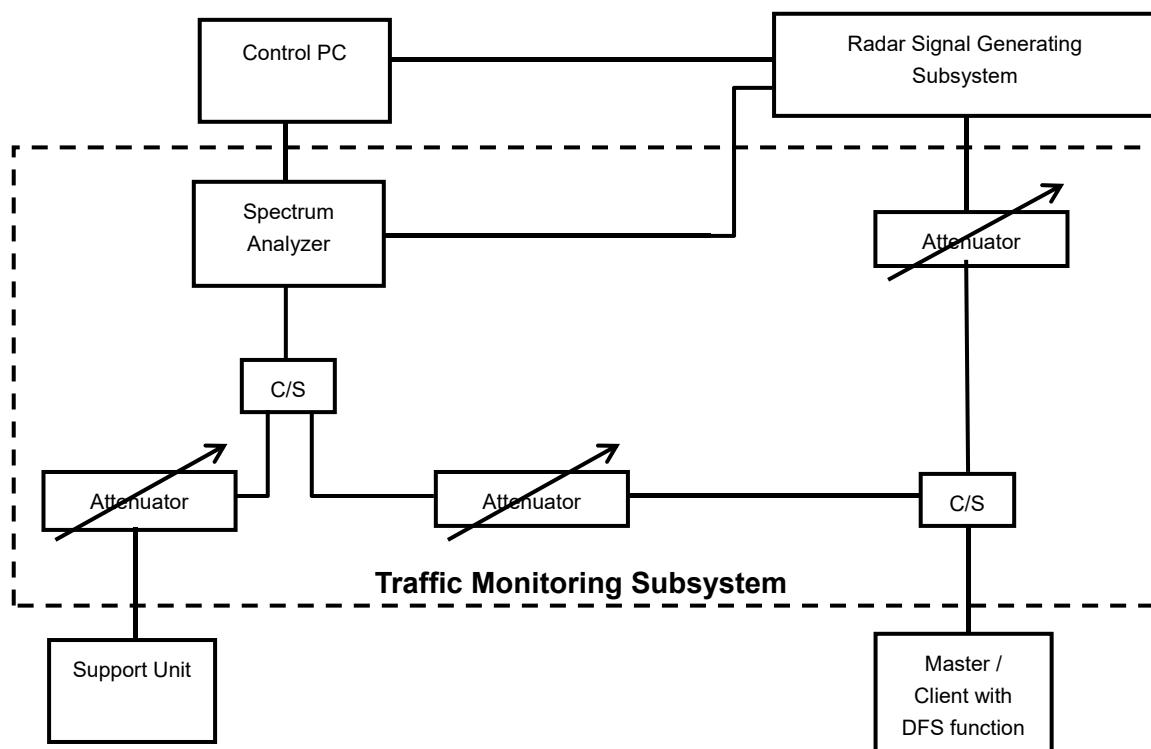 Control PC
Radar Signal Generating
Subsystem
Spectrum
Analyzer
Attenuator
C/S
Attenuator
Attenuator
C/S
Traffic Monitoring Subsystem
Support Unit
Master /
Client with
DFS function